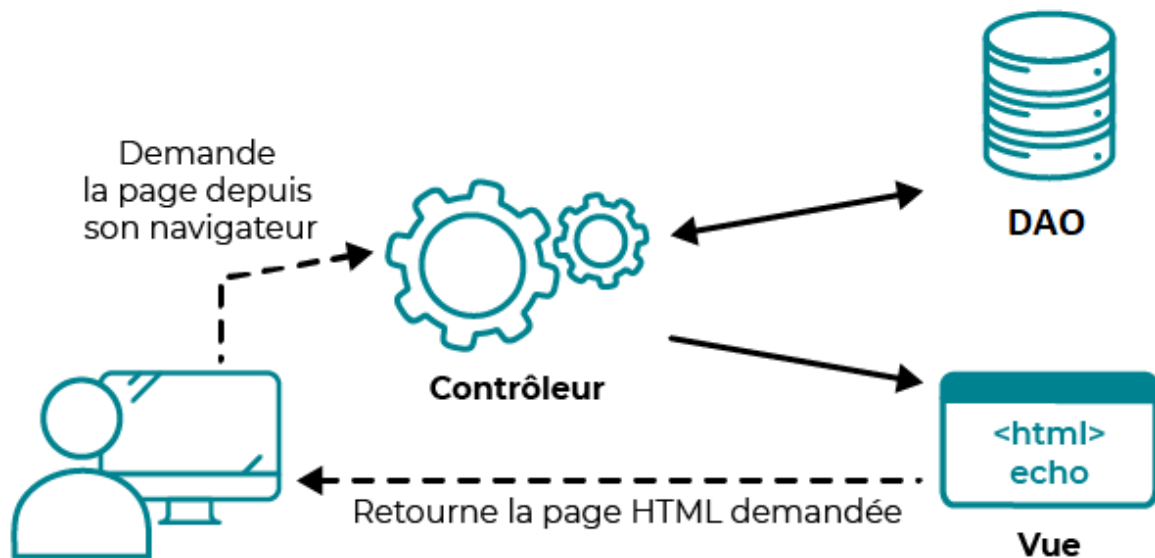 Demande
la page depuis
son navigateur
DAO
Contrôleur
<html>
echo
Retourne la page HTML demandée
Vue